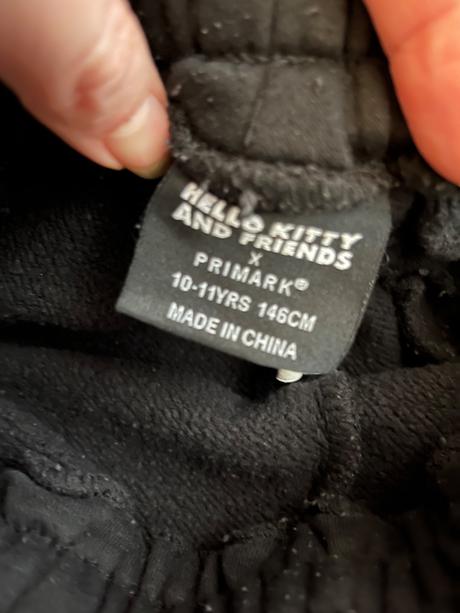 HELLO KITTY
AND FRIENDS
X
PRIMARK®
10-11YRS 146CM
MADE IN CHINA